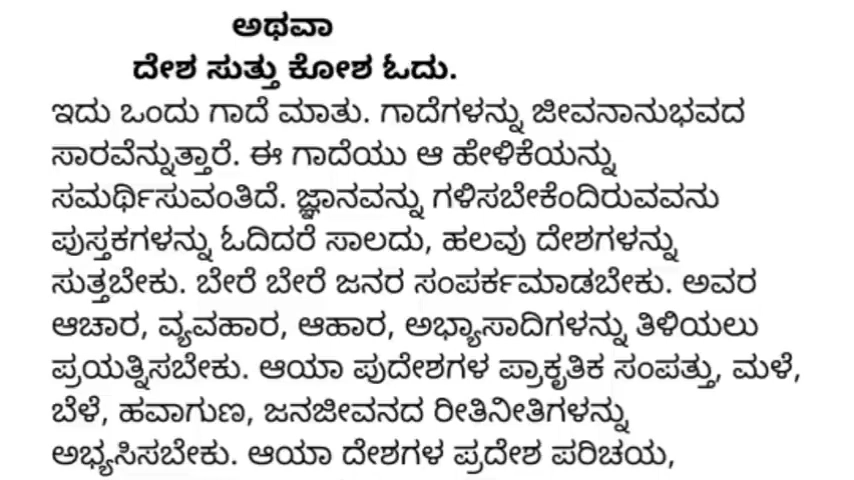 ಅಥವಾ
ದೇಶ ಸುತ್ತು ಕೋಶ ಓದು.
ಇದು ಒಂದು ಗಾದೆ ಮಾತು. ಗಾದೆಗಳನ್ನು ಜೀವನಾನುಭವದ
ಸಾರವೆನ್ನುತ್ತಾರೆ. ಈ ಗಾದೆಯು ಆ ಹೇಳಿಕೆಯನ್ನು
ಸಮರ್ಥಿಸುವಂತಿದೆ. ಜ್ಞಾನವನ್ನು ಗಳಿಸಬೇಕೆಂದಿರುವವನು
ಪುಸ್ತಕಗಳನ್ನು ಓದಿದರೆ ಸಾಲದು, ಹಲವು ದೇಶಗಳನ್ನು
ಸುತ್ತಬೇಕು. ಬೇರೆ ಬೇರೆ ಜನರ ಸಂಪರ್ಕಮಾಡಬೇಕು. ಅವರ
ಆಚಾರ, ವ್ಯವಹಾರ, ಆಹಾರ, ಅಭ್ಯಾಸಾದಿಗಳನ್ನು ತಿಳಿಯಲು
ಪ್ರಯತ್ನಿಸಬೇಕು. ಆಯಾ ಪುದೇಶಗಳ ಪ್ರಾಕೃತಿಕ ಸಂಪತ್ತು, ಮಳೆ,
ಬೆಳೆ, ಹವಾಗುಣ, ಜನಜೀವನದ ರೀತಿನೀತಿಗಳನ್ನು
ಅಭ್ಯಸಿಸಬೇಕು. ಆಯಾ ದೇಶಗಳ ಪ್ರದೇಶ ಪರಿಚಯ,